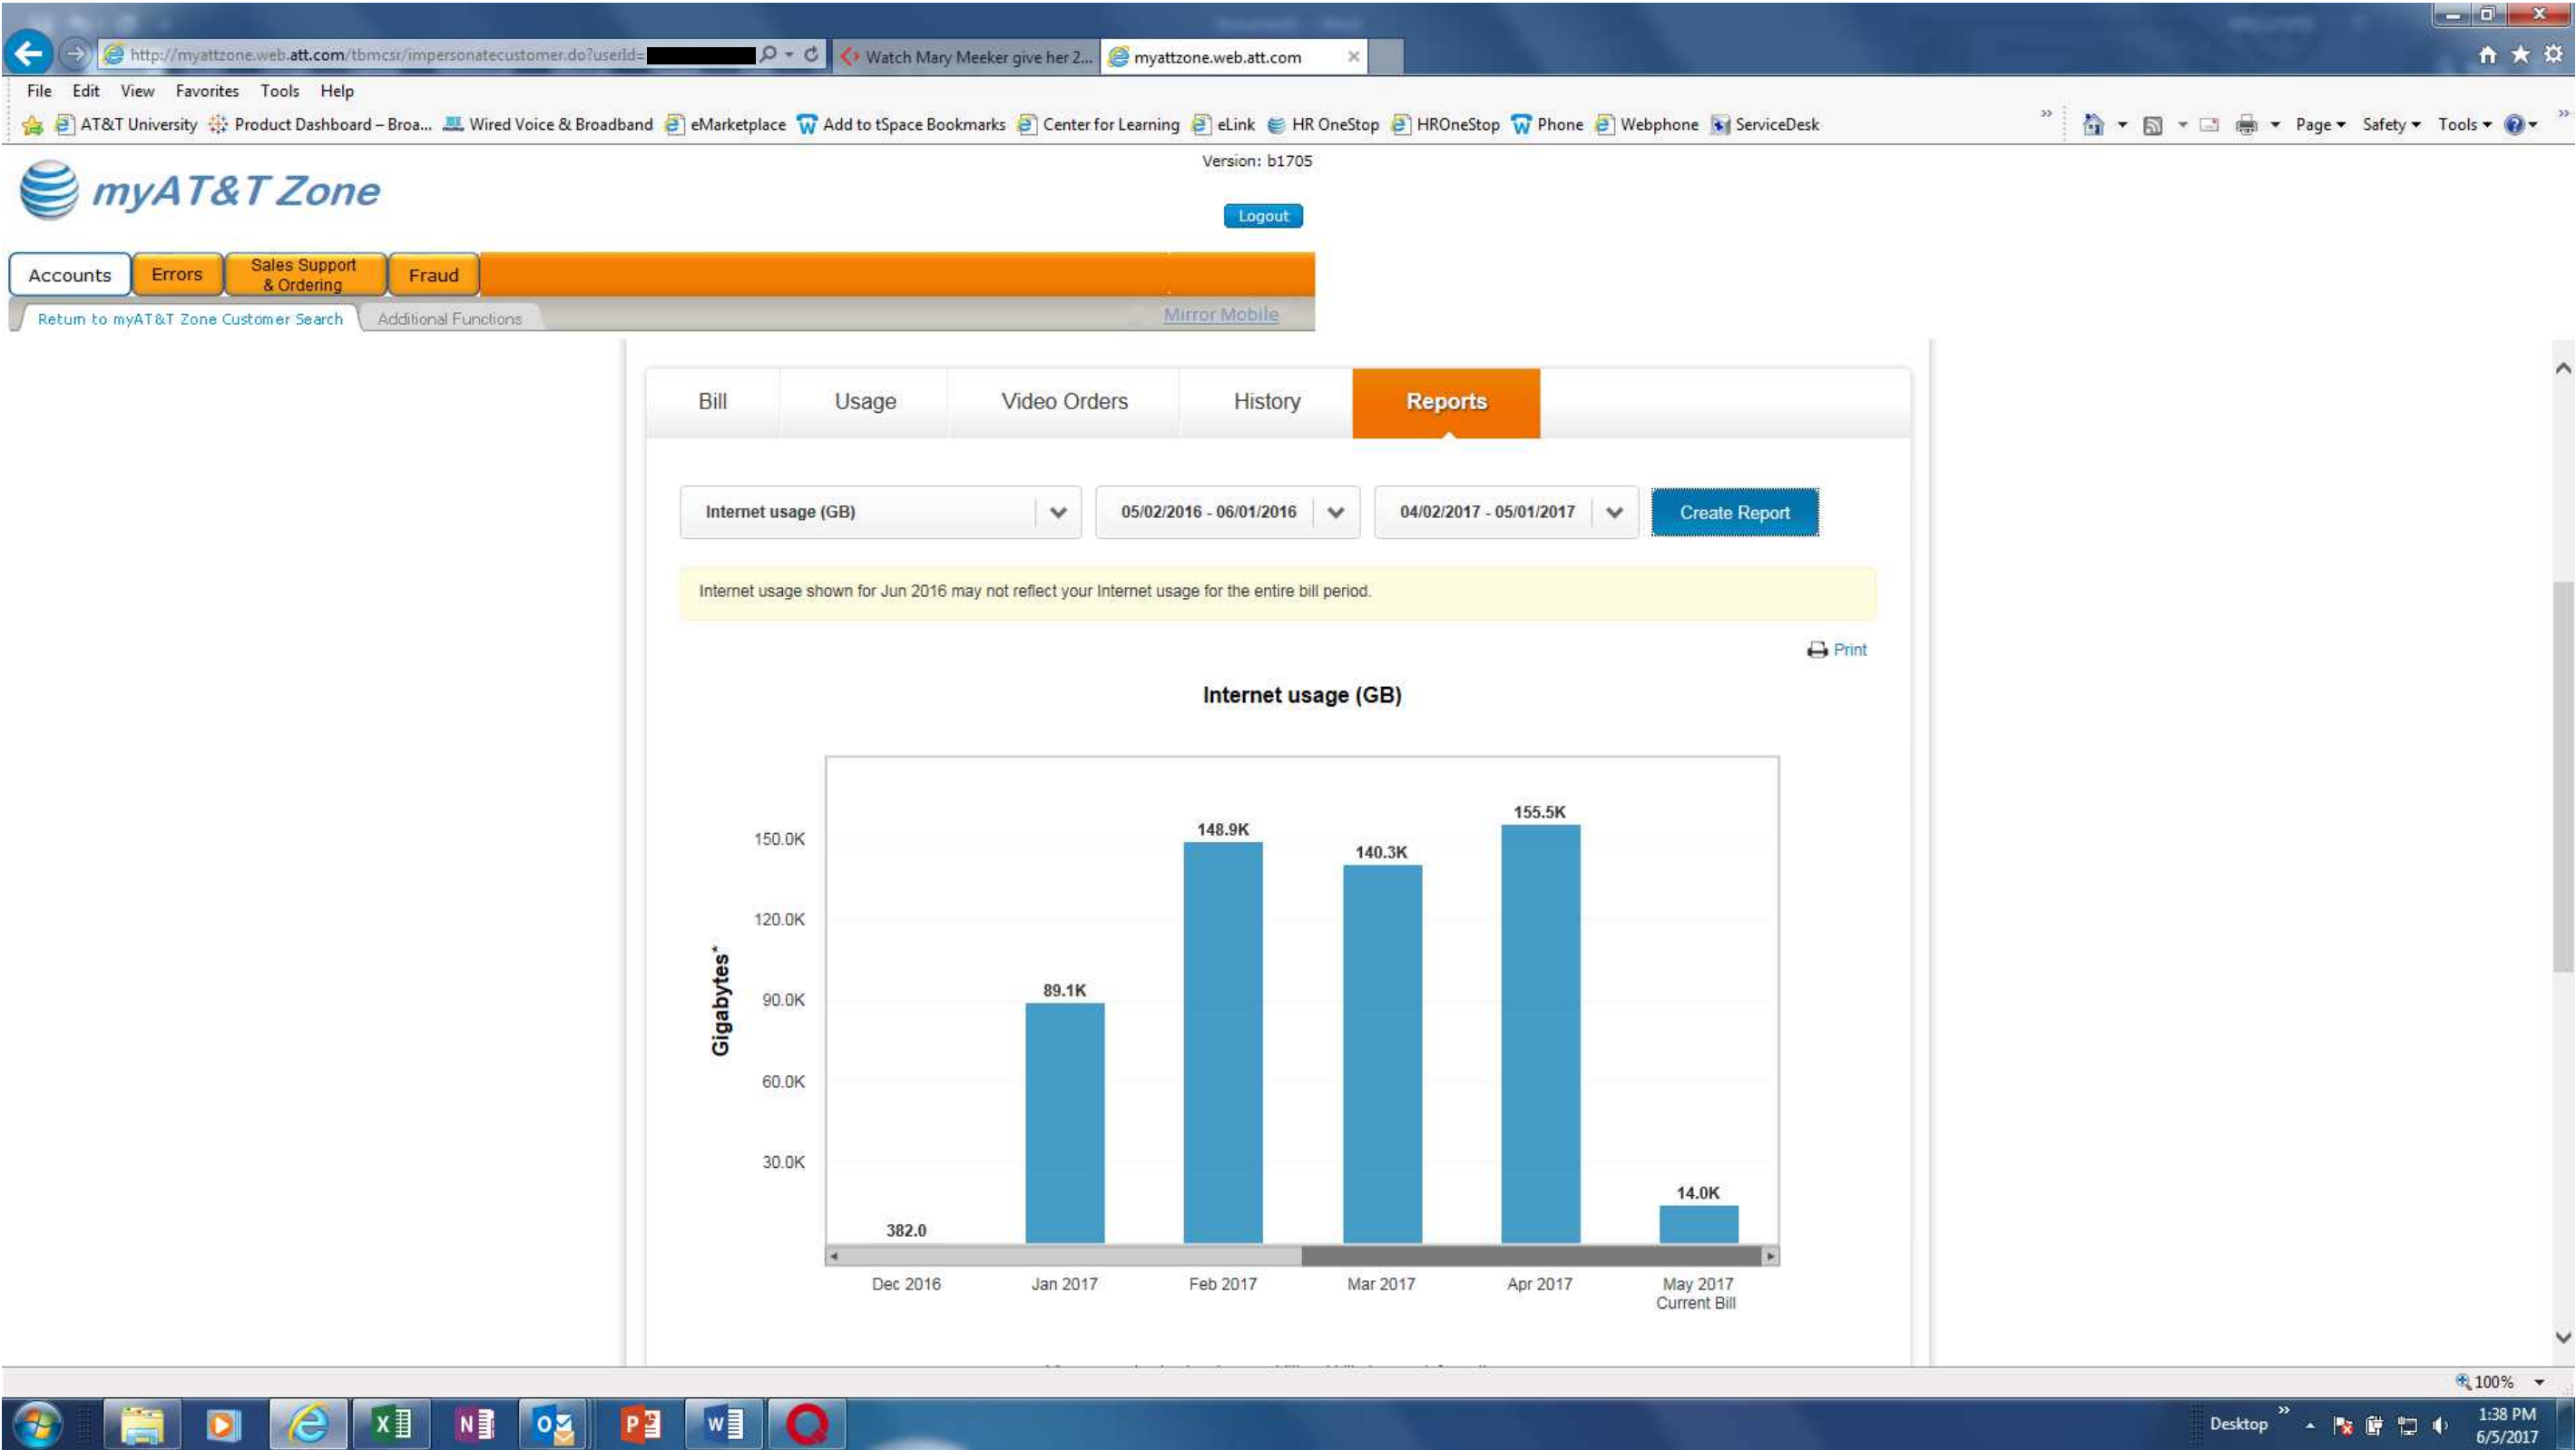 http://myattzone.web.att.com/tbmcsr/impersonatecustomer.do?userId=
Watch Mary Meeker give her 2...
myattzone.web.att.com
File Edit View Favorites Tools Help
AT&T University Product Dashboard – Broa... Wired Voice & Broadband eMarketplace Add to tSpace Bookmarks Center for Learning eLink HR OneStop HROneStop Phone Webphone ServiceDesk
Page Safety Tools
Version: b1705
myAT&T Zone
Logout
Accounts Errors Sales Support & Ordering Fraud
Return to myAT&T Zone Customer Search Additional Functions Mirror Mobile
Bill Usage Video Orders History Reports
Internet usage (GB) 05/02/2016 - 06/01/2016 04/02/2017 - 05/01/2017 Create Report
Internet usage shown for Jun 2016 may not reflect your Internet usage for the entire bill period.
Print
Internet usage (GB)
Gigabytes*
150.0K
120.0K
90.0K
60.0K
30.0K
382.0
89.1K
148.9K
140.3K
155.5K
14.0K
Dec 2016 Jan 2017 Feb 2017 Mar 2017 Apr 2017 May 2017
Current Bill
100%
Desktop
1:38 PM
6/5/2017